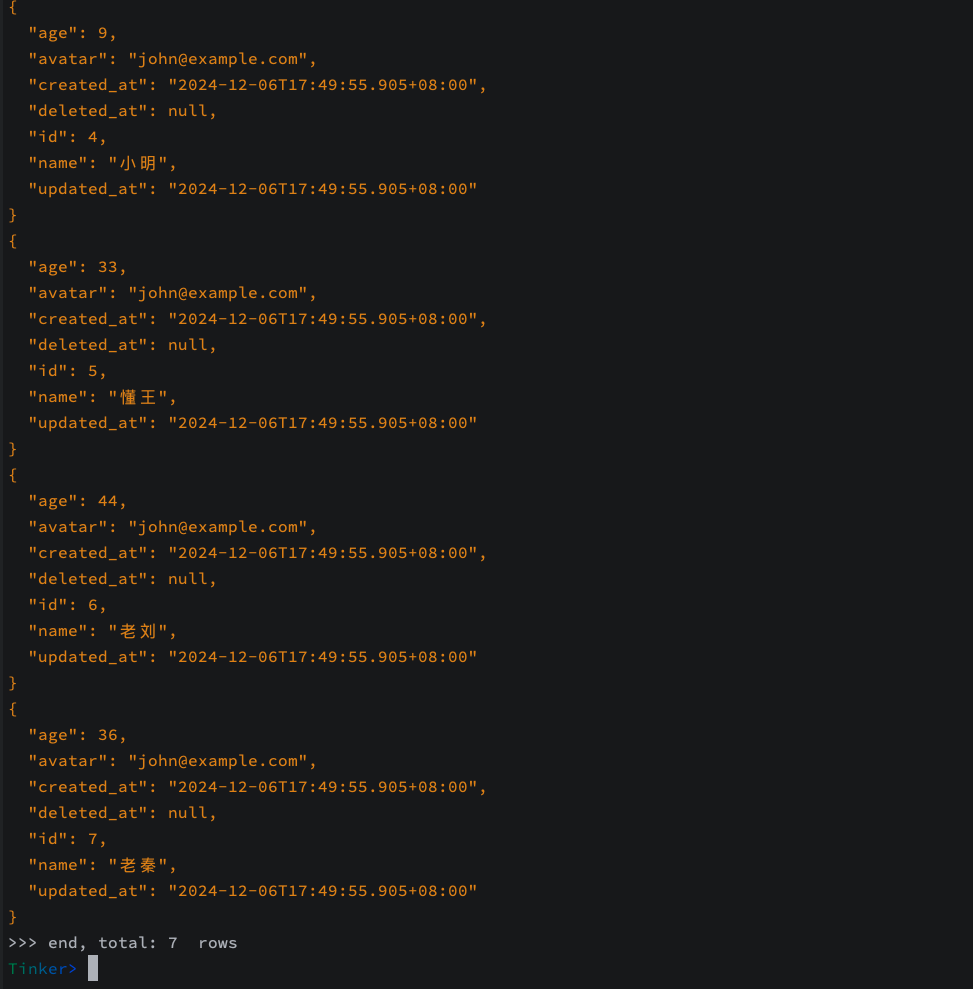 {
  "age": 9,
  "avatar": "john@example.com",
  "created_at": "2024-12-06T17:49:55.905+08:00",
  "deleted_at": null,
  "id": 4,
  "name": "小明",
  "updated_at": "2024-12-06T17:49:55.905+08:00"
}
{
  "age": 33,
  "avatar": "john@example.com",
  "created_at": "2024-12-06T17:49:55.905+08:00",
  "deleted_at": null,
  "id": 5,
  "name": "懂王",
  "updated_at": "2024-12-06T17:49:55.905+08:00"
}
{
  "age": 44,
  "avatar": "john@example.com",
  "created_at": "2024-12-06T17:49:55.905+08:00",
  "deleted_at": null,
  "id": 6,
  "name": "老刘",
  "updated_at": "2024-12-06T17:49:55.905+08:00"
}
{
  "age": 36,
  "avatar": "john@example.com",
  "created_at": "2024-12-06T17:49:55.905+08:00",
  "deleted_at": null,
  "id": 7,
  "name": "老秦",
  "updated_at": "2024-12-06T17:49:55.905+08:00"
}
>>> end, total: 7  rows
Tinker>